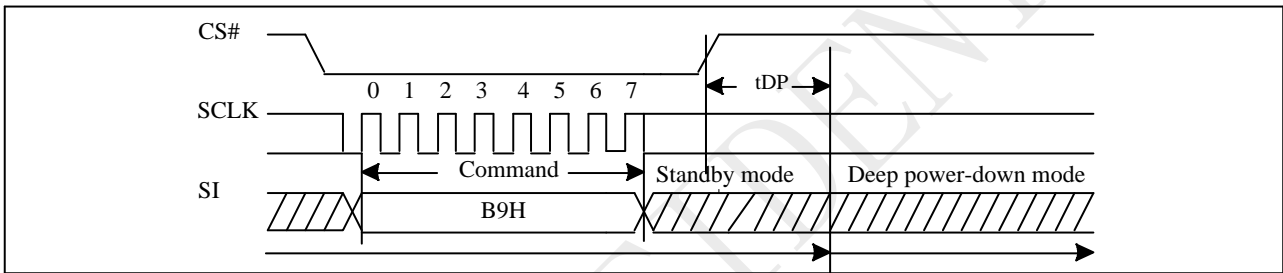 CS#
0 1 2 3 4 5 6 7
tDP
SCLK
Command
Standby mode
Deep power-down mode
SI
B9H